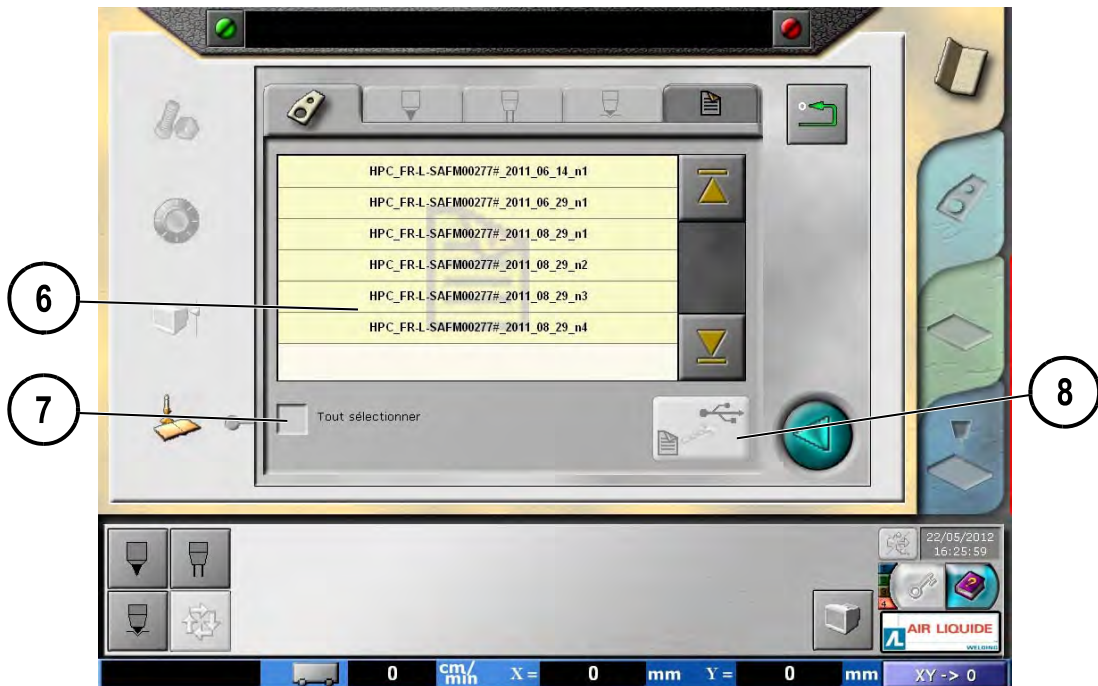 HPC_FR-L-SAFM00277#_2011_06_14_n1
HPC_FR-L-SAFM00277#_2011_06_29_n1
HPC_FR-L-SAFM00277#_2011_08_29_n1
HPC_FR-L-SAFM00277#_2011_08_29_n2
6
HPC_FR-L-SAFM00277#_2011_08_29_n3
HPC_FR-L-SAFM00277#_2011_08_29_n4
7
Tout sélectionner
8
22/05/2012
16:25:59
?
4
AL AIR LIQUIDE
WELDING
0 cm/min X = 0 mm Y = 0 mm XY -> 0